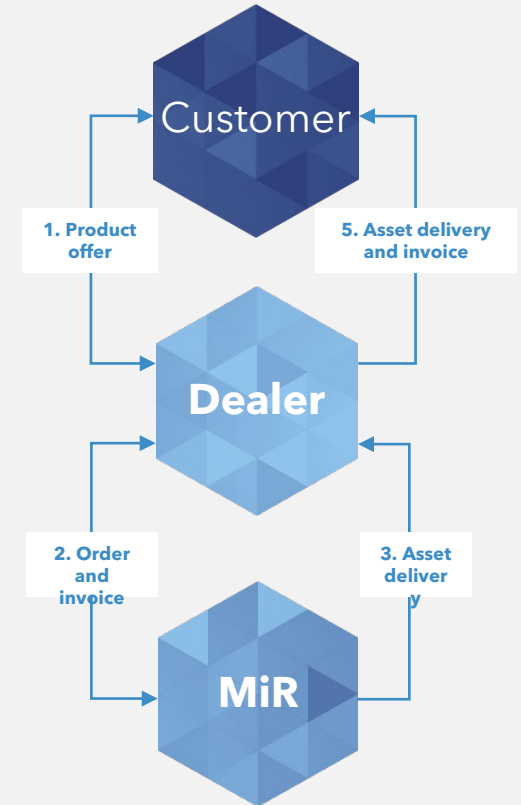 Customer
1. Product
offer
5. Asset delivery
and invoice
Dealer
2. Order
and
invoice
3. Asset
deliver
y
MiR